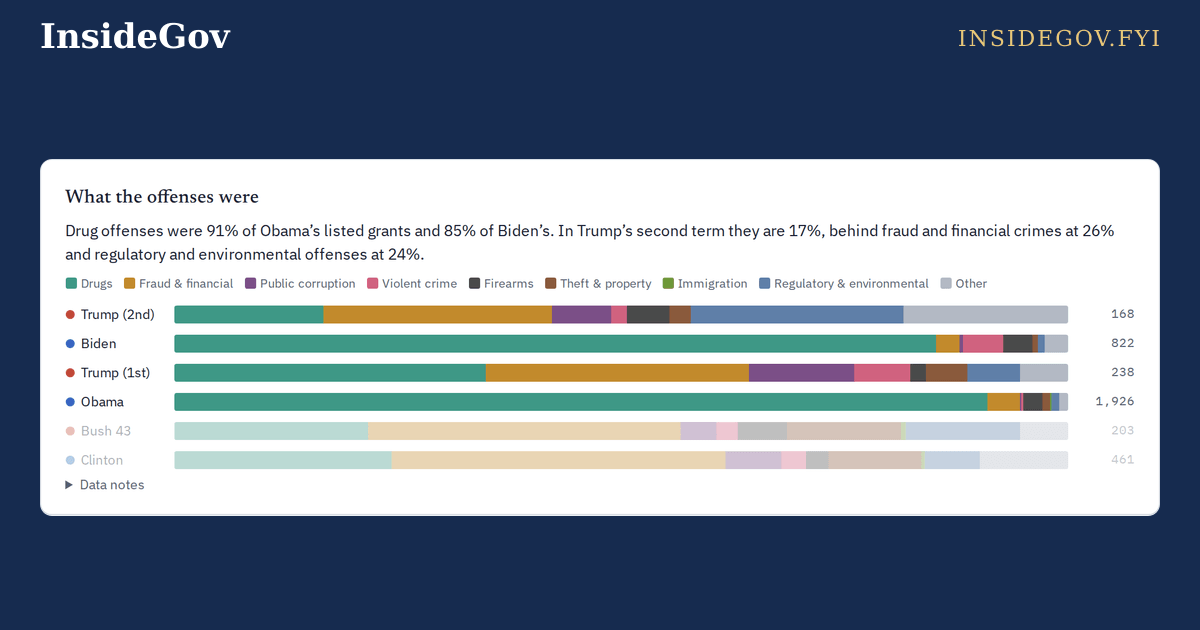 InsideGov
INSIDEGOV.FYI
What the offenses were
Drug offenses were 91% of Obama’s listed grants and 85% of Biden’s. In Trump’s second term they are 17%, behind fraud and financial crimes at 26%
and regulatory and environmental offenses at 24%.
Drugs Fraud & financial Public corruption Violent crime Firearms Theft & property Immigration Regulatory & environmental Other
Trump (2nd) 168
Biden 822
Trump (1st) 238
Obama 1,926
Bush 43 203
Clinton 461
Data notes